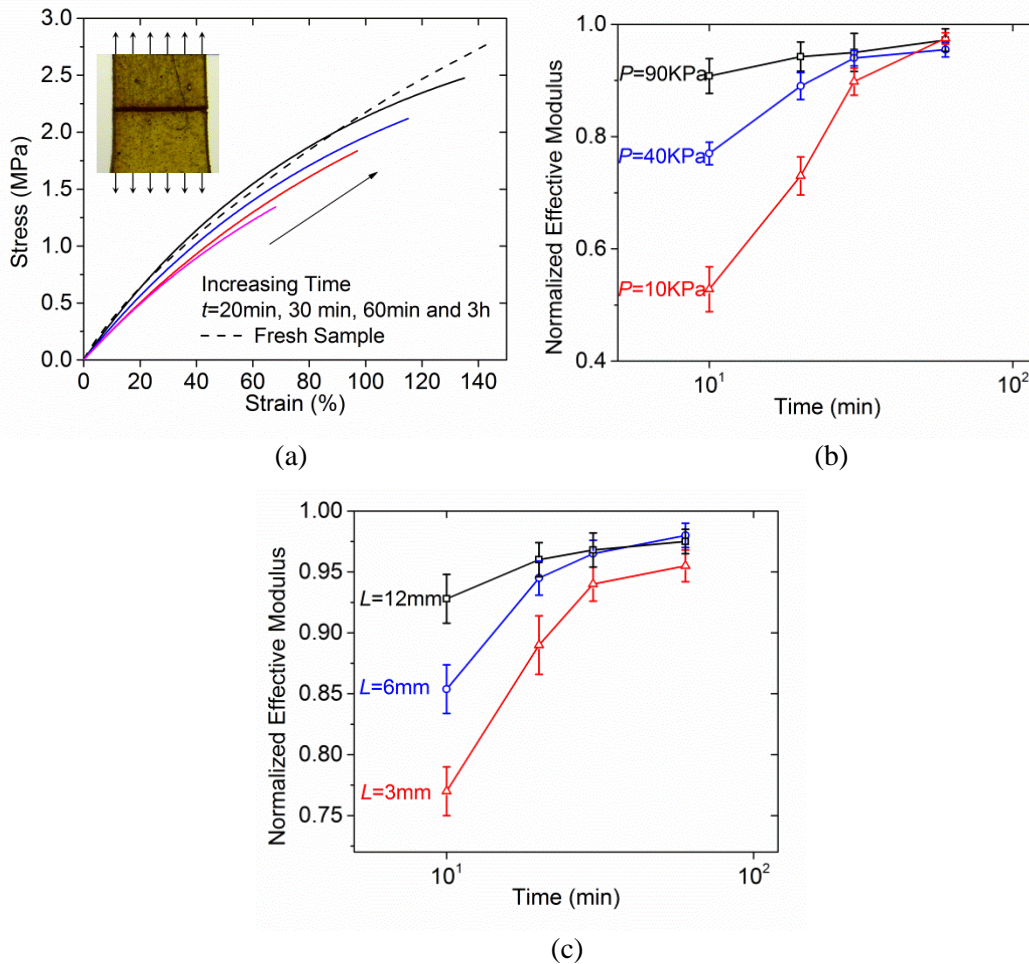 3.0
2.5
2.0
1.5
1.0
0.5
0.0
Stress (MPa)
Increasing Time
t=20min, 30 min, 60min and 3h
Fresh Sample
0 20 40 60 80 100 120 140
Strain (%)
(a)
1.0
0.8
0.6
0.4
Normalized Effective Modulus
P=90KPa
P=40KPa
P=10KPa
10¹ 10²
Time (min)
(b)
1.00
0.95
0.90
0.85
0.80
0.75
Normalized Effective Modulus
L=12mm
L=6mm
L=3mm
10¹ 10²
Time (min)
(c)